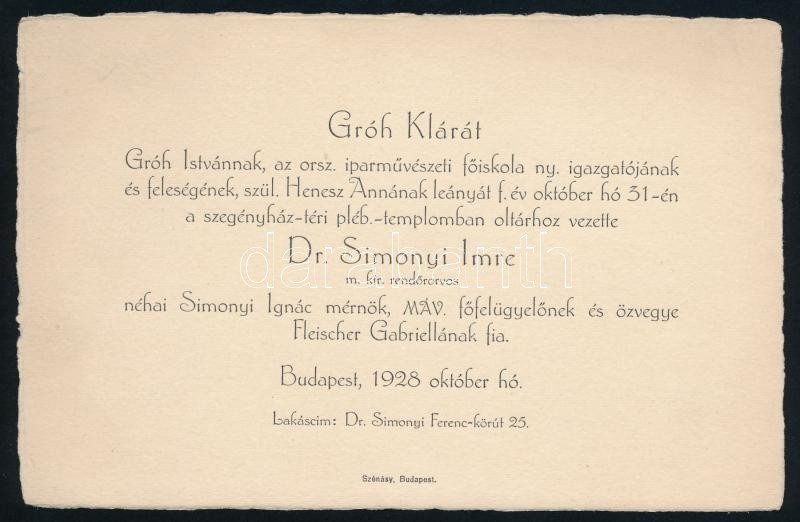 Gróh Klárát
Gróh Istvánnak, az orsz. iparművészeti főiskola ny. igazgatójának
és feleségének, szül. Henesz Annának leányát f. év október hó 31-én
a szegényház-téri pléb.-templomban oltárhoz vezette
Dr. Simonyi Imre
darabanth
m. kir. rendőrorvos
néhai Simonyi Ignác mérnök, MÁV. főfelügyelőnek és özvegye
Fleischer Gabriellának fia.
Budapest, 1928 október hó.
Lakáscim: Dr. Simonyi Ferenc-körút 25.
Szénásy, Budapest.